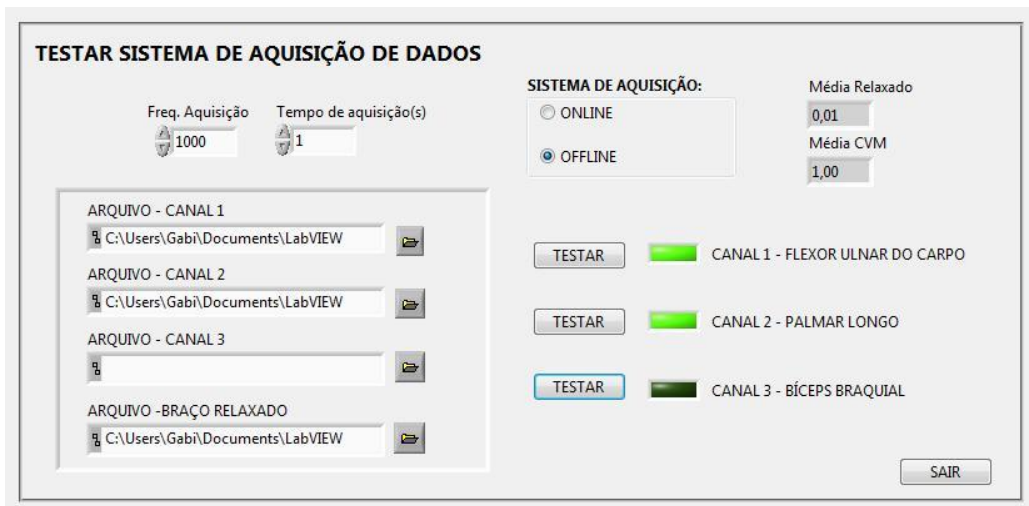 TESTAR SISTEMA DE AQUISIÇÃO DE DADOS
Freq. Aquisição
1000
Tempo de aquisição(s)
1
SISTEMA DE AQUISIÇÃO:
ONLINE
OFFLINE
Média Relaxado
0,01
Média CVM
1,00
ARQUIVO - CANAL 1
C:\Users\Gabi\Documents\LabVIEW
ARQUIVO - CANAL 2
C:\Users\Gabi\Documents\LabVIEW
ARQUIVO - CANAL 3
ARQUIVO -BRAÇO RELAXADO
C:\Users\Gabi\Documents\LabVIEW
TESTAR
CANAL 1 - FLEXOR ULNAR DO CARPO
TESTAR
CANAL 2 - PALMAR LONGO
TESTAR
CANAL 3 - BÍCEPS BRAQUIAL
SAIR